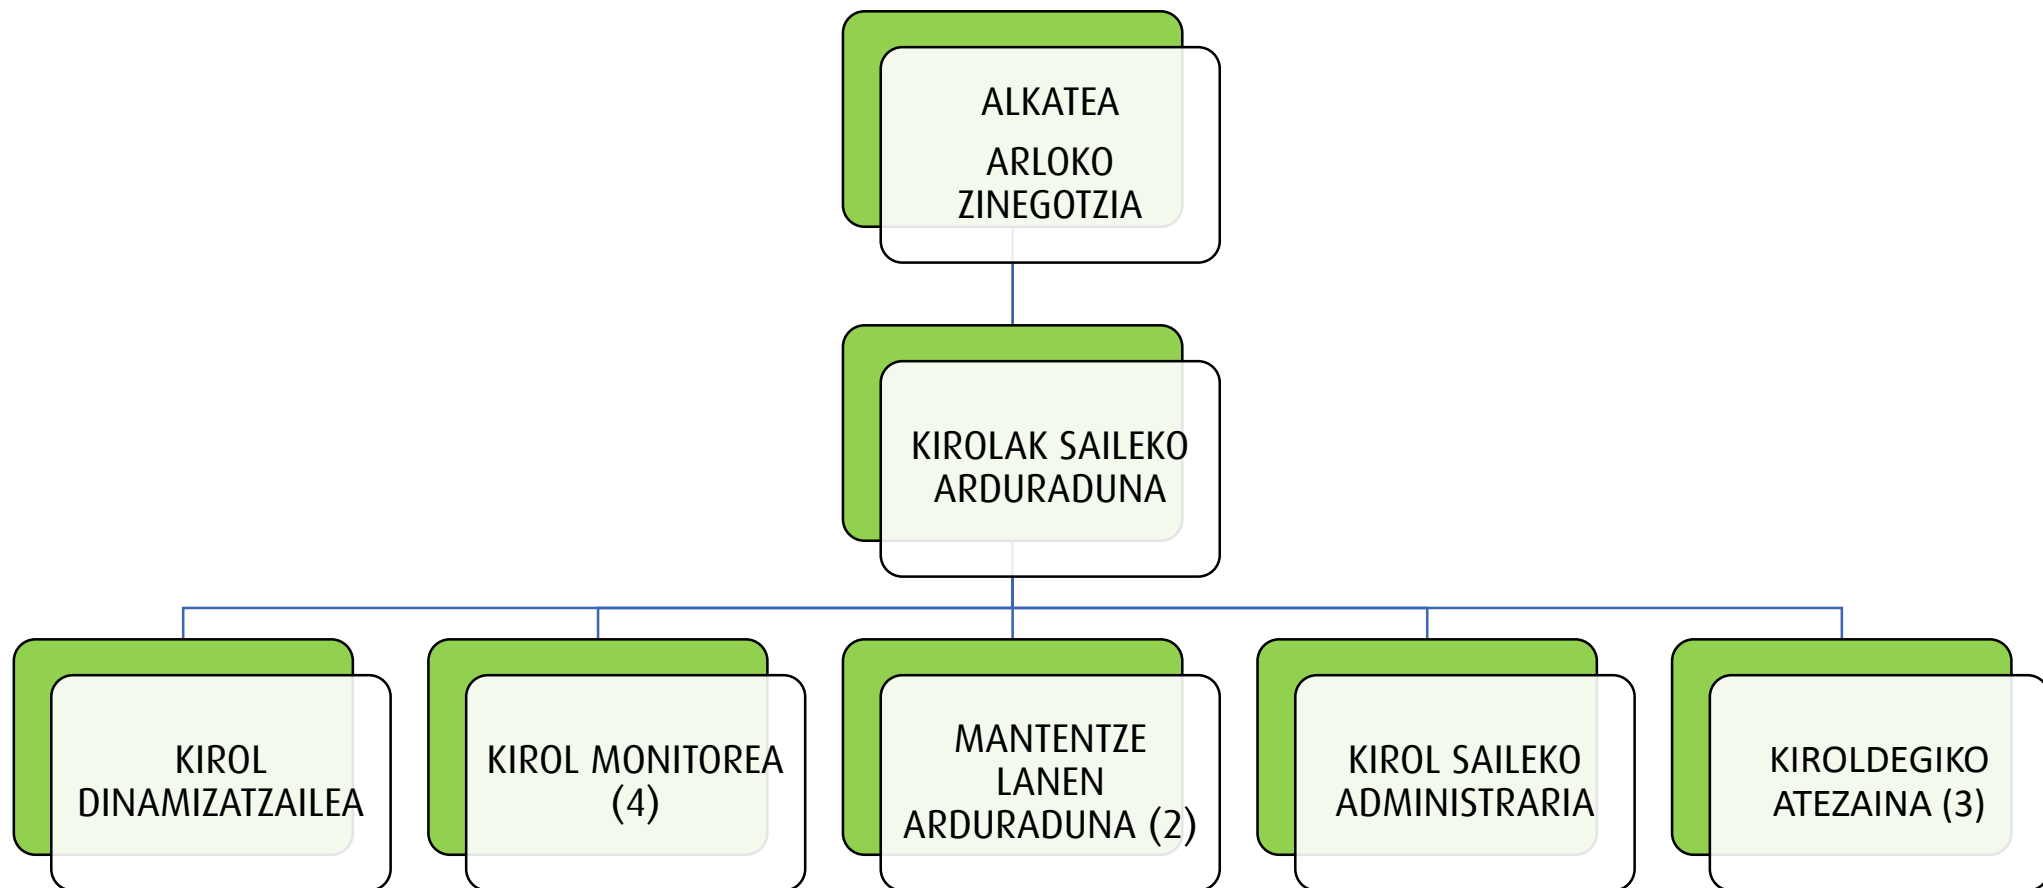 ALKATEA
ARLOKO
ZINEGOTZIA
KIROLAK SAILEKO
ARDURADUNA
KIROL
DINAMIZATZAILEA
KIROL MONITOREA
(4)
MANTENTZE
LANEN
ARDURADUNA (2)
KIROL SAILEKO
ADMINISTRARIA
KIROLDEGIKO
ATEZAINA (3)